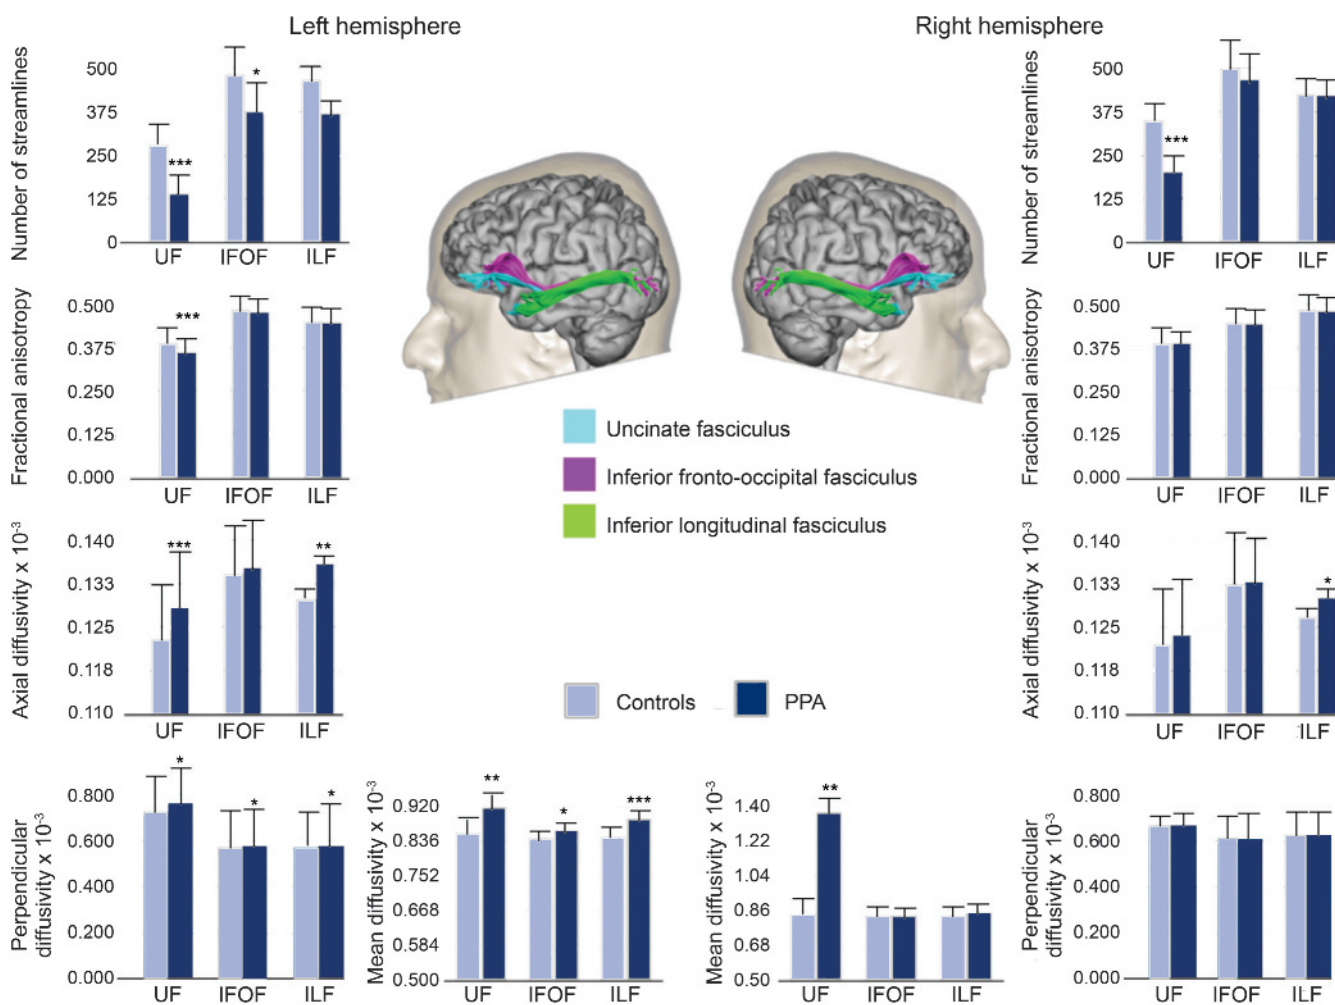 Left hemisphere
Right hemisphere
Number of streamlines
500
375
250
125
0
*
***
UF
IFOF
ILF
Number of streamlines
500
375
250
125
0
***
UF
IFOF
ILF
Fractional anisotropy
0.500
0.375
0.250
0.125
0.000
***
UF
IFOF
ILF
Uncinate fasciculus
Inferior fronto-occipital fasciculus
Inferior longitudinal fasciculus
Fractional anisotropy
0.500
0.375
0.250
0.125
0.000
UF
IFOF
ILF
Axial diffusivity x 10⁻³
0.140
0.133
0.125
0.118
0.110
***
**
UF
IFOF
ILF
Controls
PPA
Axial diffusivity x 10⁻³
0.140
0.133
0.125
0.118
0.110
*
UF
IFOF
ILF
Perpendicular
diffusivity x 10⁻³
0.800
0.600
0.400
0.200
0.000
*
*
*
UF
IFOF
ILF
Mean diffusivity x 10⁻³
0.920
0.836
0.752
0.668
0.584
0.500
**
*
***
UF
IFOF
ILF
Mean diffusivity x 10⁻³
1.40
1.22
1.04
0.86
0.68
0.50
**
UF
IFOF
ILF
Perpendicular
diffusivity x 10⁻³
0.800
0.600
0.400
0.200
0.000
UF
IFOF
ILF